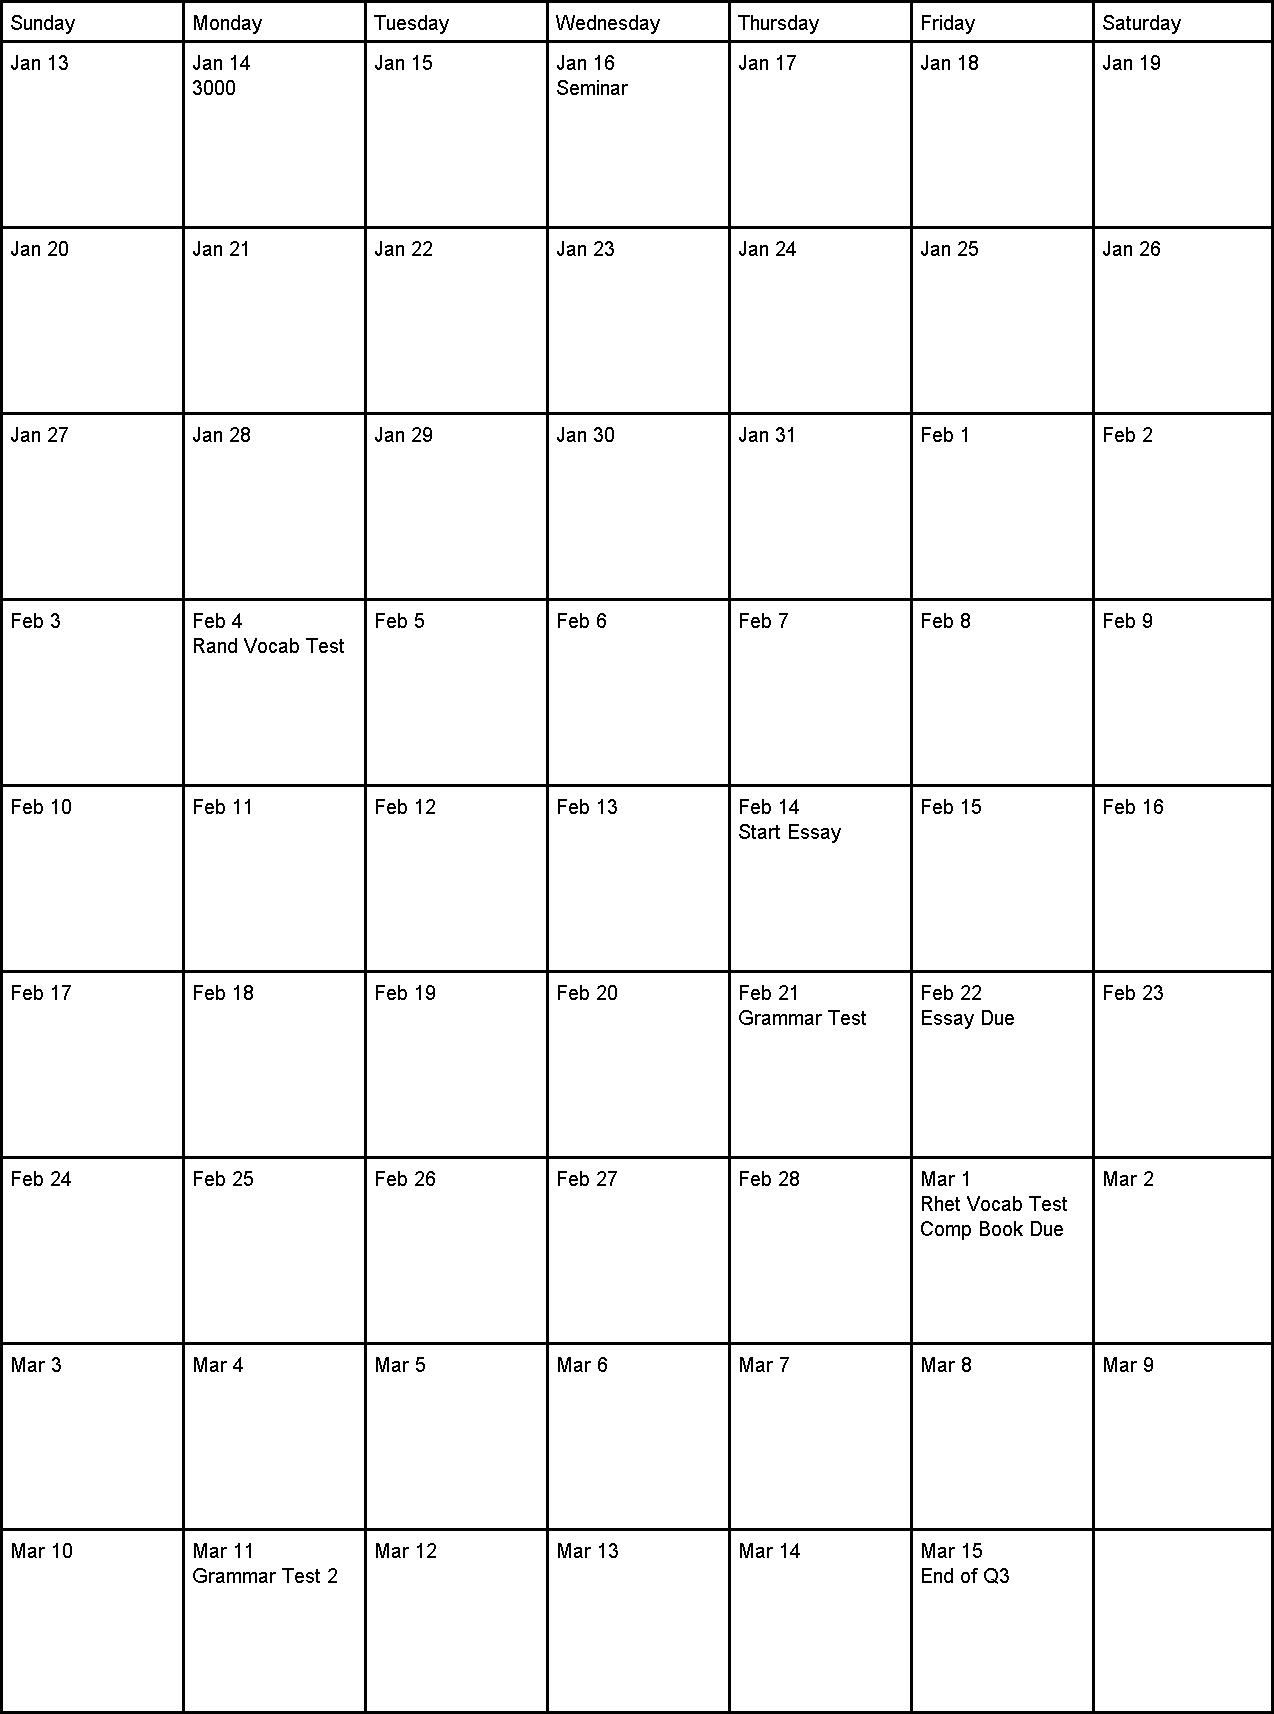 Sunday Monday Tuesday Wednesday Thursday Friday Saturday
Jan 13 Jan 14 Jan 15 Jan 16 Jan 17 Jan 18 Jan 19
3000 Seminar
Jan 20 Jan 21 Jan 22 Jan 23 Jan 24 Jan 25 Jan 26
Jan 27 Jan 28 Jan 29 Jan 30 Jan 31 Feb 1 Feb 2
Feb 3 Feb 4 Feb 5 Feb 6 Feb 7 Feb 8 Feb 9
Rand Vocab Test
Feb 10 Feb 11 Feb 12 Feb 13 Feb 14 Feb 15 Feb 16
Start Essay
Feb 17 Feb 18 Feb 19 Feb 20 Feb 21 Feb 22 Feb 23
Grammar Test Essay Due
Feb 24 Feb 25 Feb 26 Feb 27 Feb 28 Mar 1 Mar 2
Rhet Vocab Test
Comp Book Due
Mar 3 Mar 4 Mar 5 Mar 6 Mar 7 Mar 8 Mar 9
Mar 10 Mar 11 Mar 12 Mar 13 Mar 14 Mar 15
Grammar Test 2 End of Q3